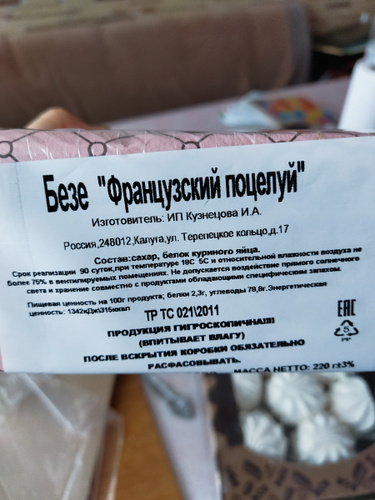 Безе "Французский поцелуй"
Изготовитель: ИП Кузнецова И.А.
Россия,248012,Калуга,ул. Терепецкое кольцо,д.17
Состав:сахар, белок куриного яйца.
Срок реализации 90 суток,при температуре 18С 5С и относительной влажности воздуха не
более 75% в вентилируемых помещениях. Не допускается воздействие прямого солнечного
света и хранение совместно с продуктами обладающими специфическим запахом.
Пищевая ценность на 100г продукта; белки 2,3г, углеводы 78,8г.Энергетическая
ценность: 1342кДж315ккал
ТР ТС 021\2011
ПРОДУКЦИЯ ГИГРОСКОПИЧНА!!!
(ВПИТЫВАЕТ ВЛАГУ)
ПОСЛЕ ВСКРЫТИЯ КОРОБКИ ОБЯЗАТЕЛЬНО
РАСФАСОВЫВАТЬ.
МАССА НЕТТО: 220 г±3%
ЕАС
5
PP